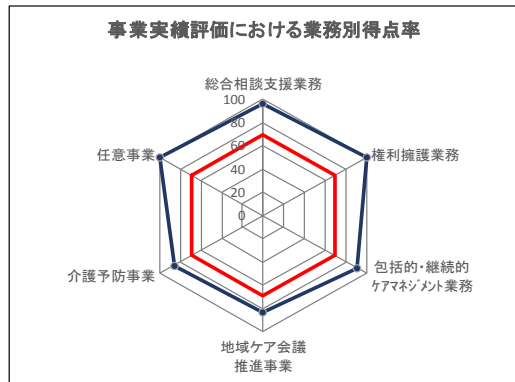 事業実績評価における業務別得点率
総合相談支援業務
100
80
60
40
20
0
権利擁護業務
包括的・継続的
ケアマネジメント業務
地域ケア会議
推進事業
介護予防事業
任意事業